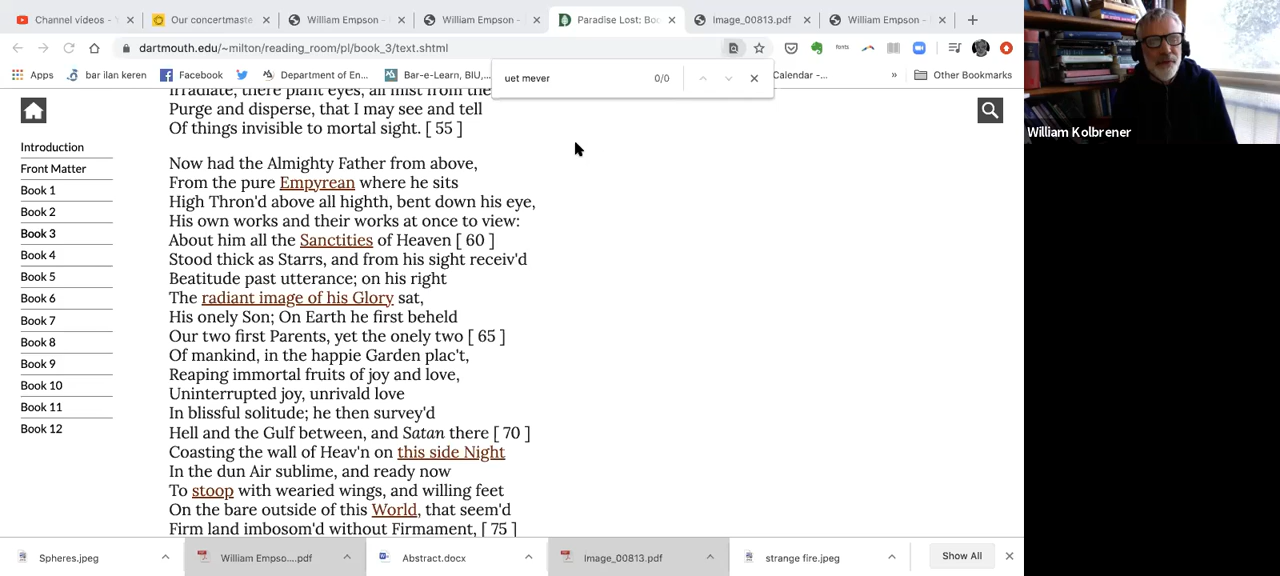 Channel videos - Y
Our concertmaste
William Empson -
William Empson -
Paradise Lost: Boo
Image_00813.pdf
William Empson -
dartmouth.edu/~milton/reading_room/pl/book_3/text.shtml
fonts
Apps
bar ilan keren
Facebook
Department of En...
Bar-e-Learn, BIU,...
Calendar -...
»
Other Bookmarks
uet mever
0/0
William Kolbrener
Introduction
Front Matter
Book 1
Book 2
Book 3
Book 4
Book 5
Book 6
Book 7
Book 8
Book 9
Book 10
Book 11
Book 12
Irradiate, there plant eyes, all mist from the
Purge and disperse, that I may see and tell
Of things invisible to mortal sight. [ 55 ]
Now had the Almighty Father from above,
From the pure Empyrean where he sits
High Thron'd above all highth, bent down his eye,
His own works and their works at once to view:
About him all the Sanctities of Heaven [ 60 ]
Stood thick as Starrs, and from his sight receiv'd
Beatitude past utterance; on his right
The radiant image of his Glory sat,
His onely Son; On Earth he first beheld
Our two first Parents, yet the onely two [ 65 ]
Of mankind, in the happie Garden plac't,
Reaping immortal fruits of joy and love,
Uninterrupted joy, unrivald love
In blissful solitude; he then survey'd
Hell and the Gulf between, and Satan there [ 70 ]
Coasting the wall of Heav'n on this side Night
In the dun Air sublime, and ready now
To stoop with wearied wings, and willing feet
On the bare outside of this World, that seem'd
Firm land imbosom'd without Firmament, [ 75 ]
Spheres.jpeg
William Empso....pdf
Abstract.docx
Image_00813.pdf
strange fire.jpeg
Show All